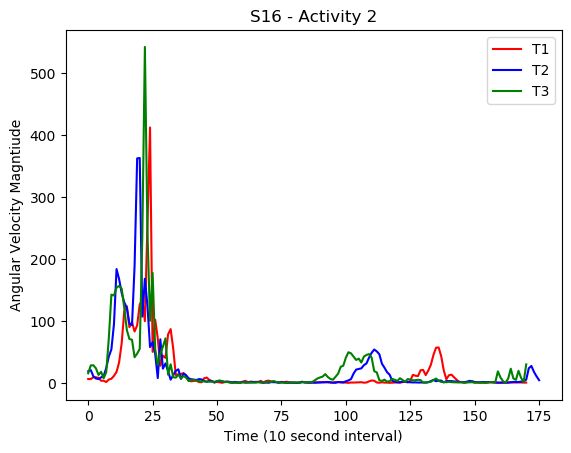 S16 - Activity 2
T1
T2
T3
Angular Velocity Magntiude
500
400
300
200
100
0
0 25 50 75 100 125 150 175
Time (10 second interval)